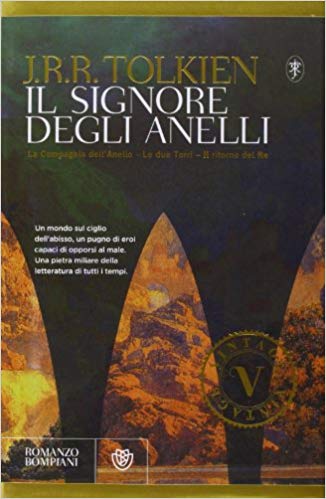 J.R.R. TOLKIEN
IL SIGNORE
DEGLI ANELLI
La Compagnia dell'Anello - Le due Torri - Il ritorno del Re
Un mondo sul ciglio
dell'abisso, un pugno di eroi
capaci di opporsi al male.
Una pietra miliare della
letteratura di tutti i tempi.
VINTAGE
V
VINTAGE
ROMANZO
BOMPIANI